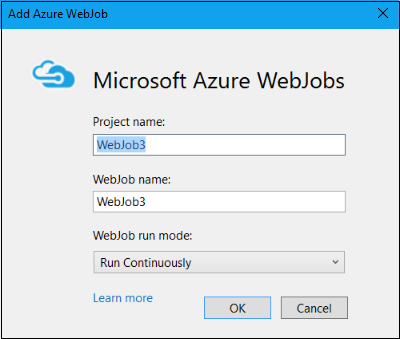 Add Azure WebJob
Microsoft Azure WebJobs
Project name:
WebJob3
WebJob name:
WebJob3
WebJob run mode:
Run Continuously
Learn more
OK
Cancel